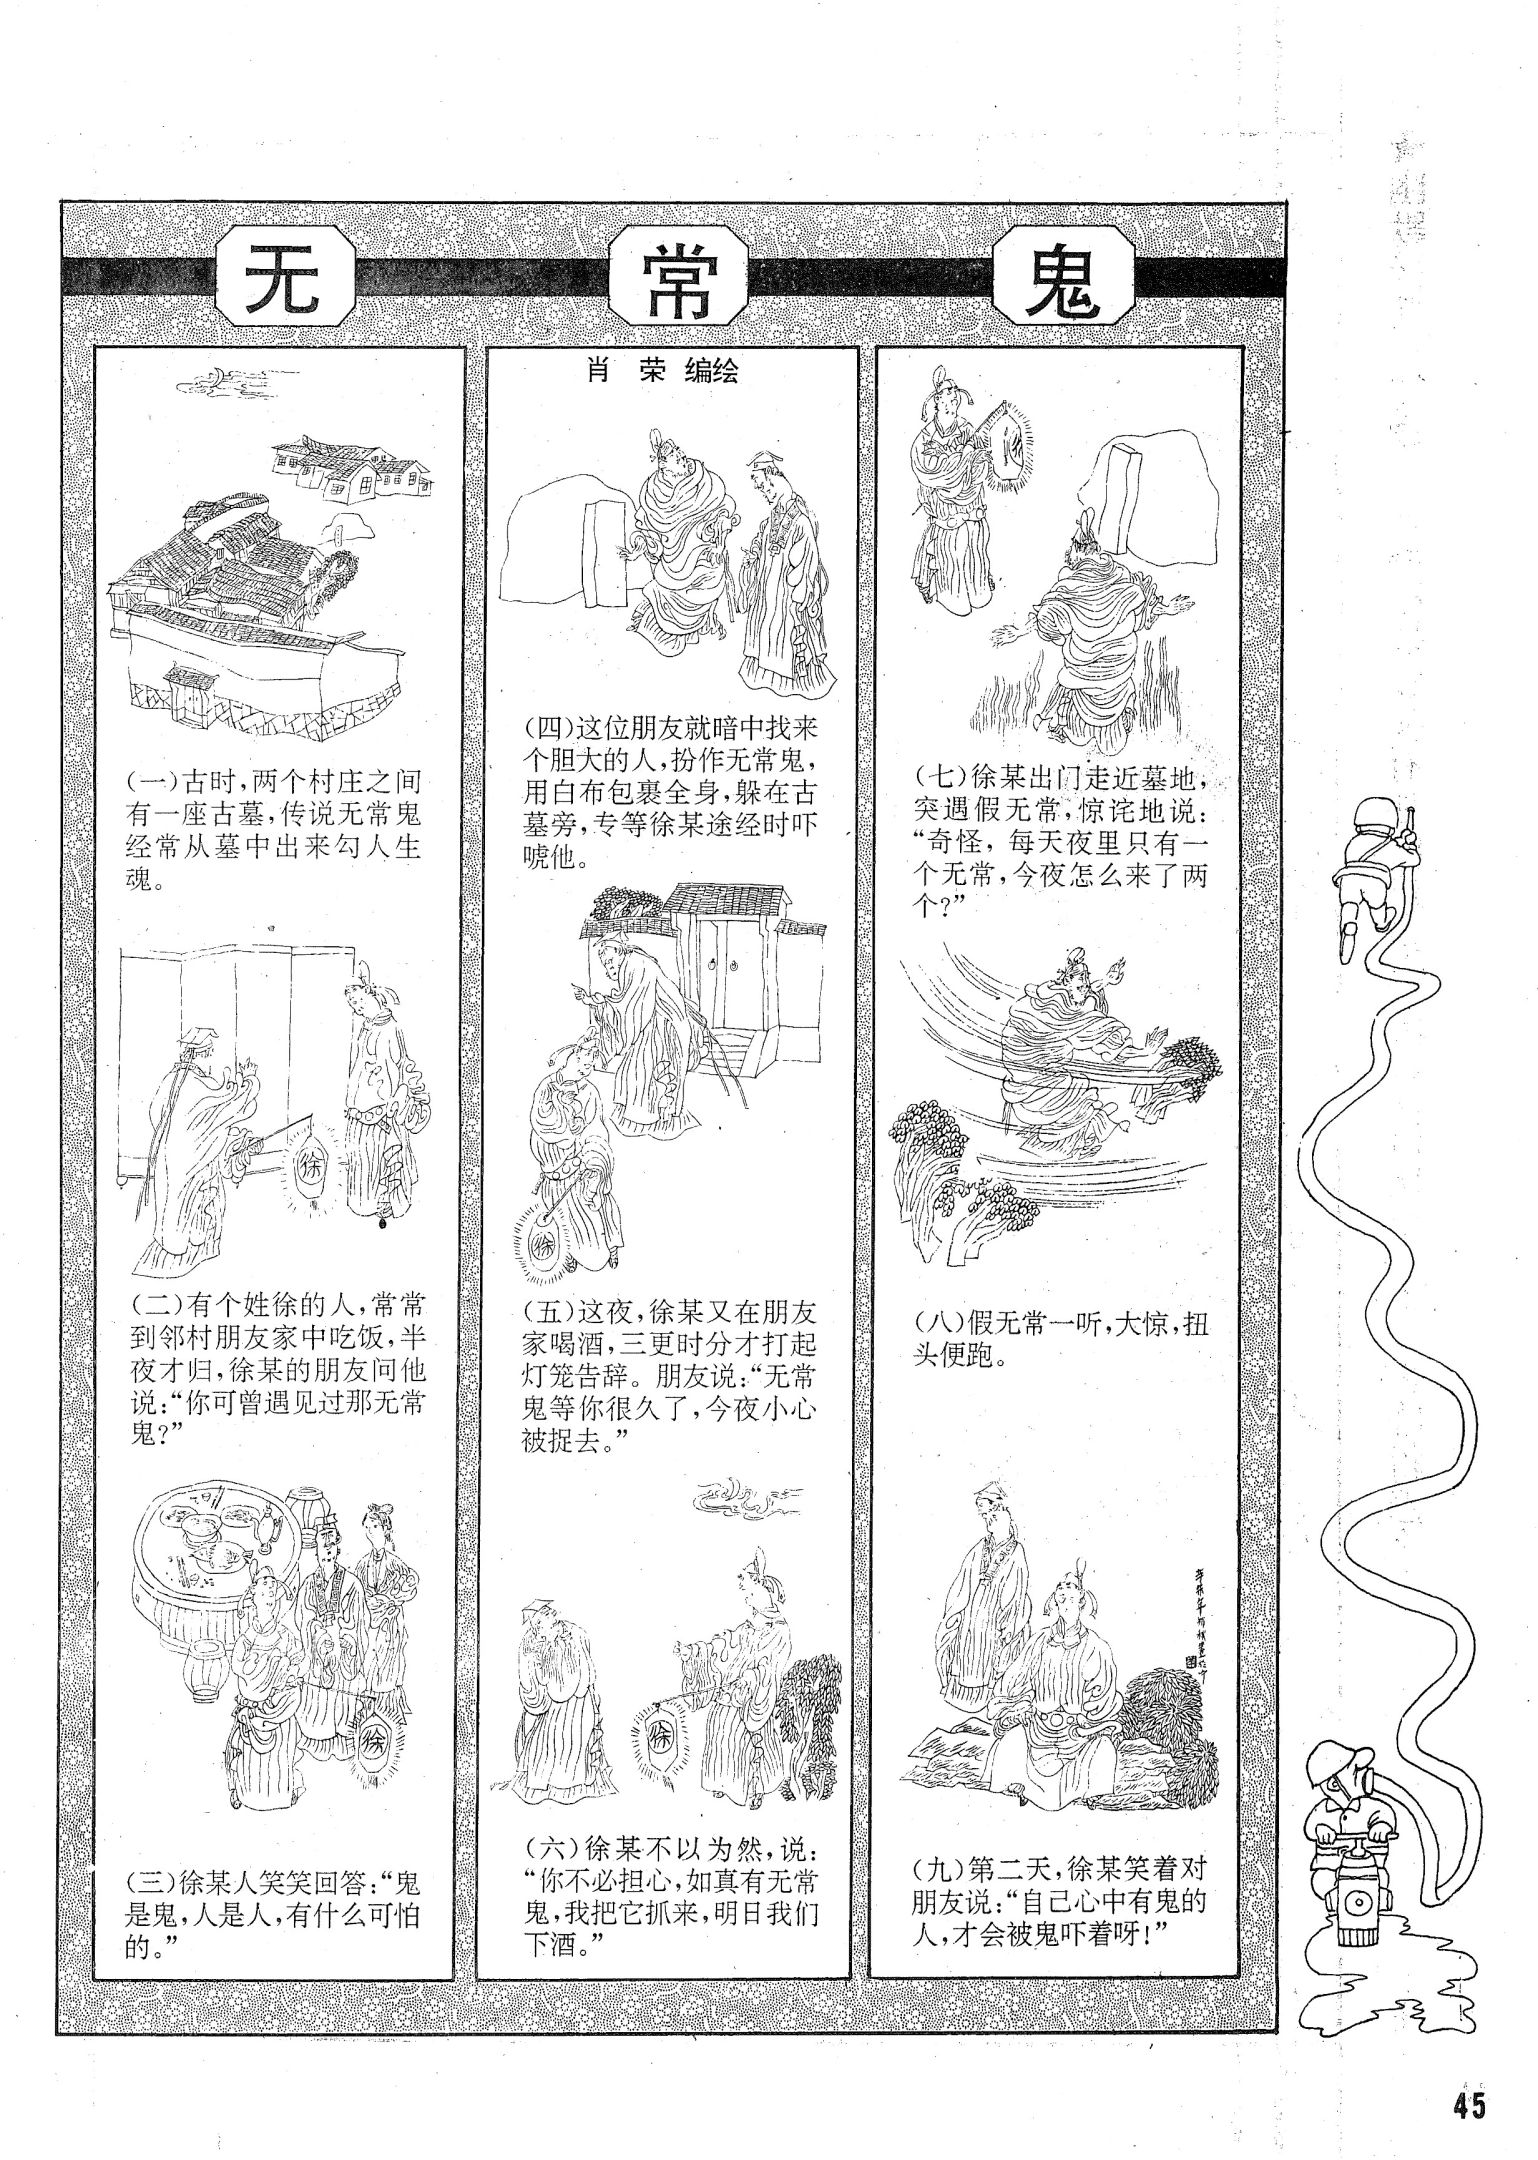 无 常 鬼
肖 荣 编绘
(一)古时,两个村庄之间
有一座古墓,传说无常鬼
经常从墓中出来勾人生
魂。
徐
(二)有个姓徐的人,常常
到邻村朋友家中吃饭,半
夜才归,徐某的朋友问他
说:“你可曾遇见过那无常
鬼?”
徐
(三)徐某人笑笑回答:“鬼
是鬼,人是人,有什么可怕
的。”
(四)这位朋友就暗中找来
个胆大的人,扮作无常鬼,
用白布包裹全身,躲在古
墓旁,专等徐某途经时吓
唬他。
徐
(五)这夜,徐某又在朋友
家喝酒,三更时分才打起
灯笼告辞。朋友说:“无常
鬼等你很久了,今夜小心
被捉去。”
徐
(六)徐某不以为然,说:
“你不必担心,如真有无常
鬼,我把它抓来,明日我们
下酒。”
(七)徐某出门走近墓地,
突遇假无常,惊诧地说:
“奇怪,每天夜里只有一
个无常,今夜怎么来了两
个?”
(八)假无常一听,大惊,扭
头便跑。
(九)第二天,徐某笑着对
朋友说:“自己心中有鬼的
人,才会被鬼吓着呀!”
45